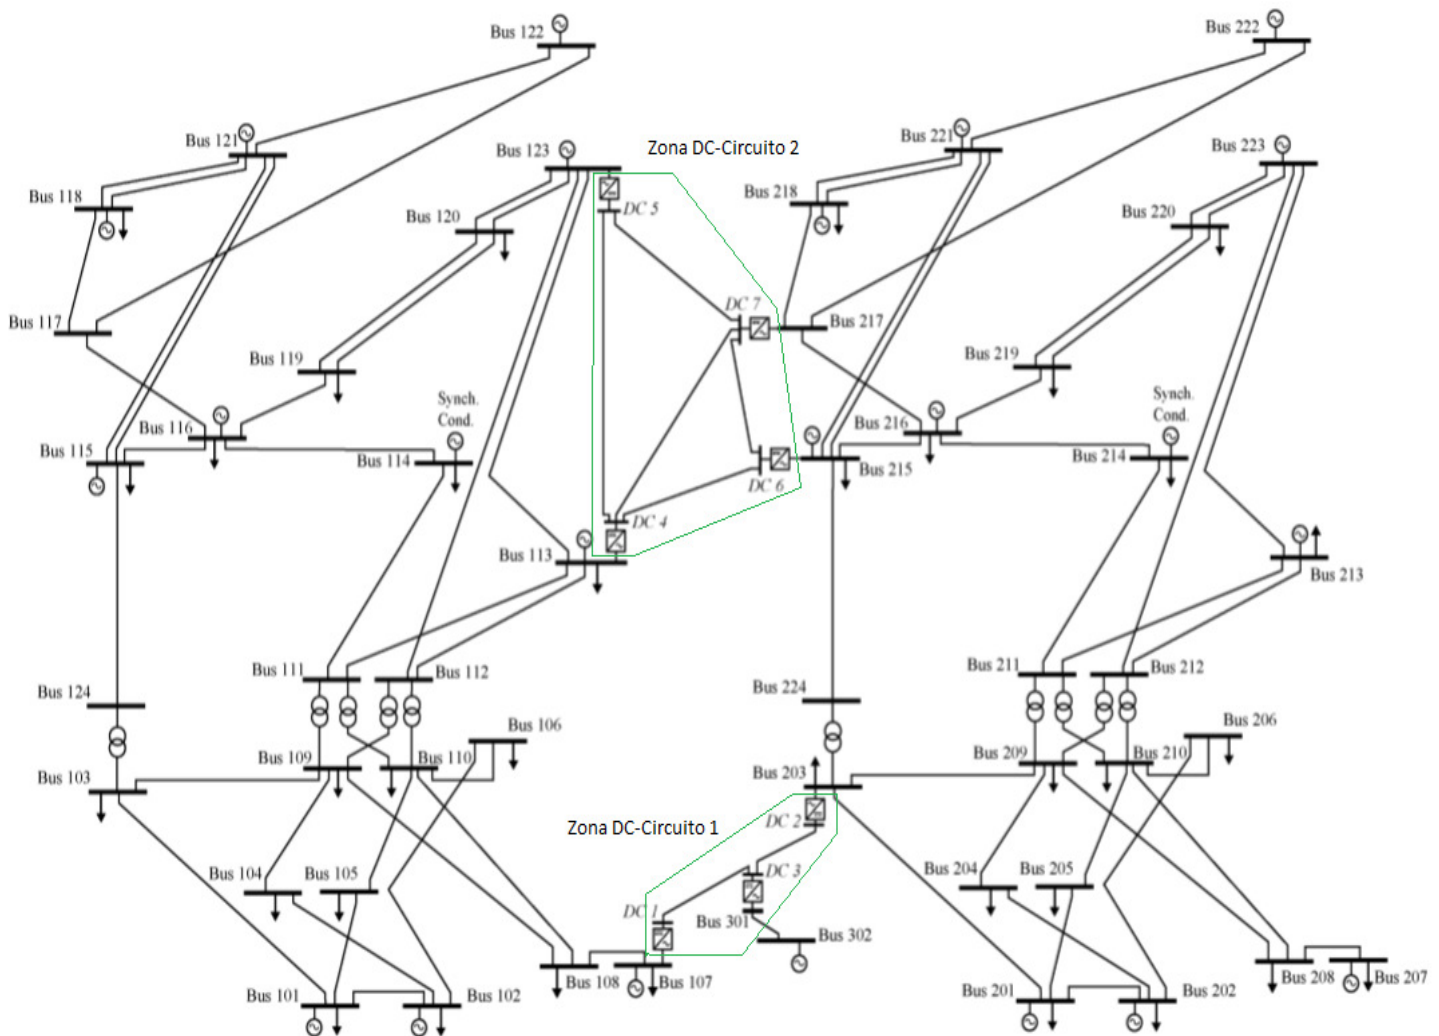 Bus 122
Bus 222
Bus 121
Bus 123
Zona DC-Circuito 2
Bus 221
Bus 223
Bus 118
Bus 120
DC 5
Bus 218
Bus 220
DC 7
Bus 117
Bus 217
Bus 119
Bus 219
Synch.
Cond.
Synch.
Cond.
Bus 116
Bus 216
Bus 115
Bus 114
Bus 215
Bus 214
DC 6
DC 4
Bus 113
Bus 213
Bus 111
Bus 112
Bus 211
Bus 212
Bus 124
Bus 224
Bus 106
Bus 206
Bus 109
Bus 110
Bus 209
Bus 210
Bus 103
Bus 203
Zona DC-Circuito 1
DC 2
Bus 104
Bus 105
DC 3
Bus 204
Bus 205
DC 1
Bus 301
Bus 302
Bus 108
Bus 107
Bus 208
Bus 207
Bus 101
Bus 102
Bus 201
Bus 202